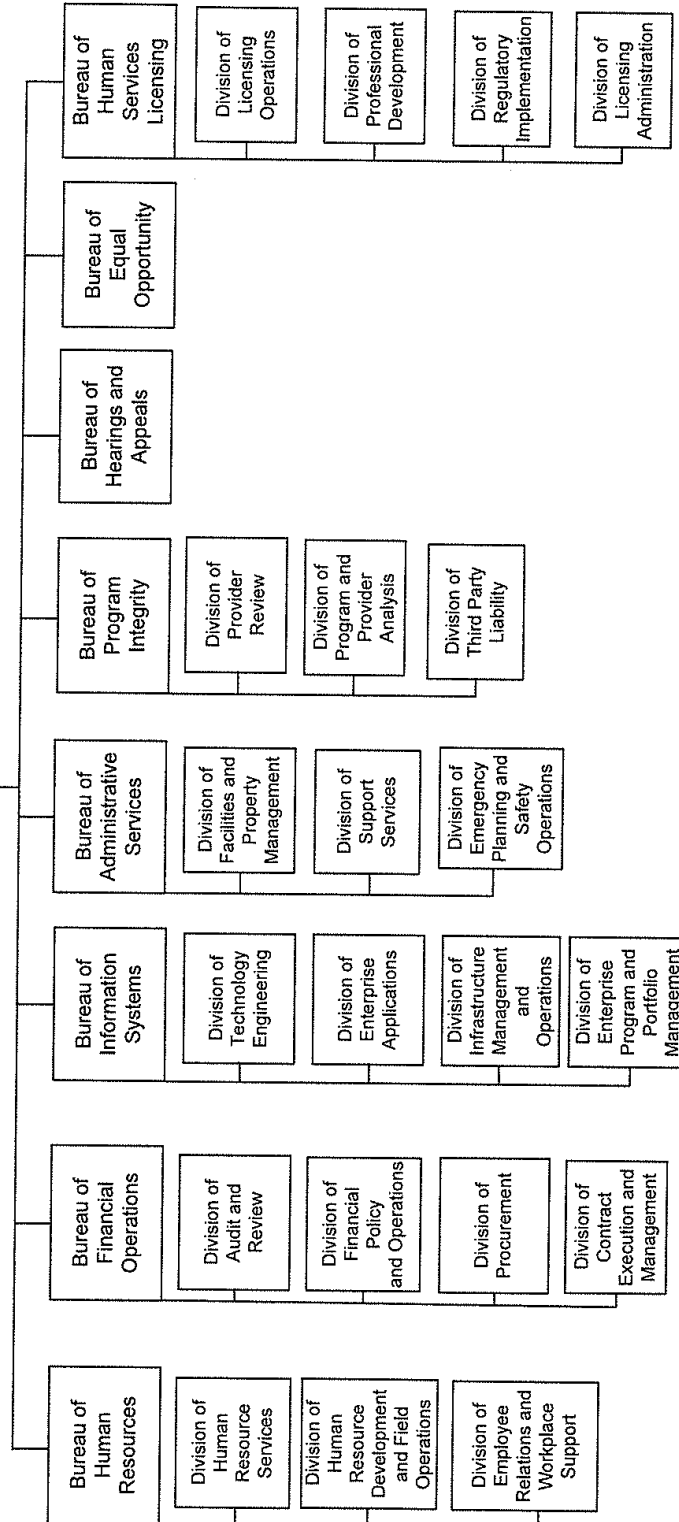 Bureau of
Human
Resources
Division of
Human
Resource
Services
Division of
Human
Resource
Development
and Field
Operations
Division of
Employee
Relations and
Workplace
Support
Bureau of
Financial
Operations
Division of
Audit and
Review
Division of
Financial
Policy
and Operations
Division of
Procurement
Division of
Contract
Execution and
Management
Bureau of
Information
Systems
Division of
Technology
Engineering
Division of
Enterprise
Applications
Division of
Infrastructure
Management
and
Operations
Division of
Enterprise
Program and
Portfolio
Management
Bureau of
Administrative
Services
Division of
Facilities and
Property
Management
Division of
Support
Services
Division of
Emergency
Planning and
Safety
Operations
Bureau of
Program
Integrity
Division of
Provider
Review
Division of
Program and
Provider
Analysis
Division of
Third Party
Liability
Bureau of
Hearings and
Appeals
Bureau of
Equal
Opportunity
Bureau of
Human
Services
Licensing
Division of
Licensing
Operations
Division of
Professional
Development
Division of
Regulatory
Implementation
Division of
Licensing
Administration